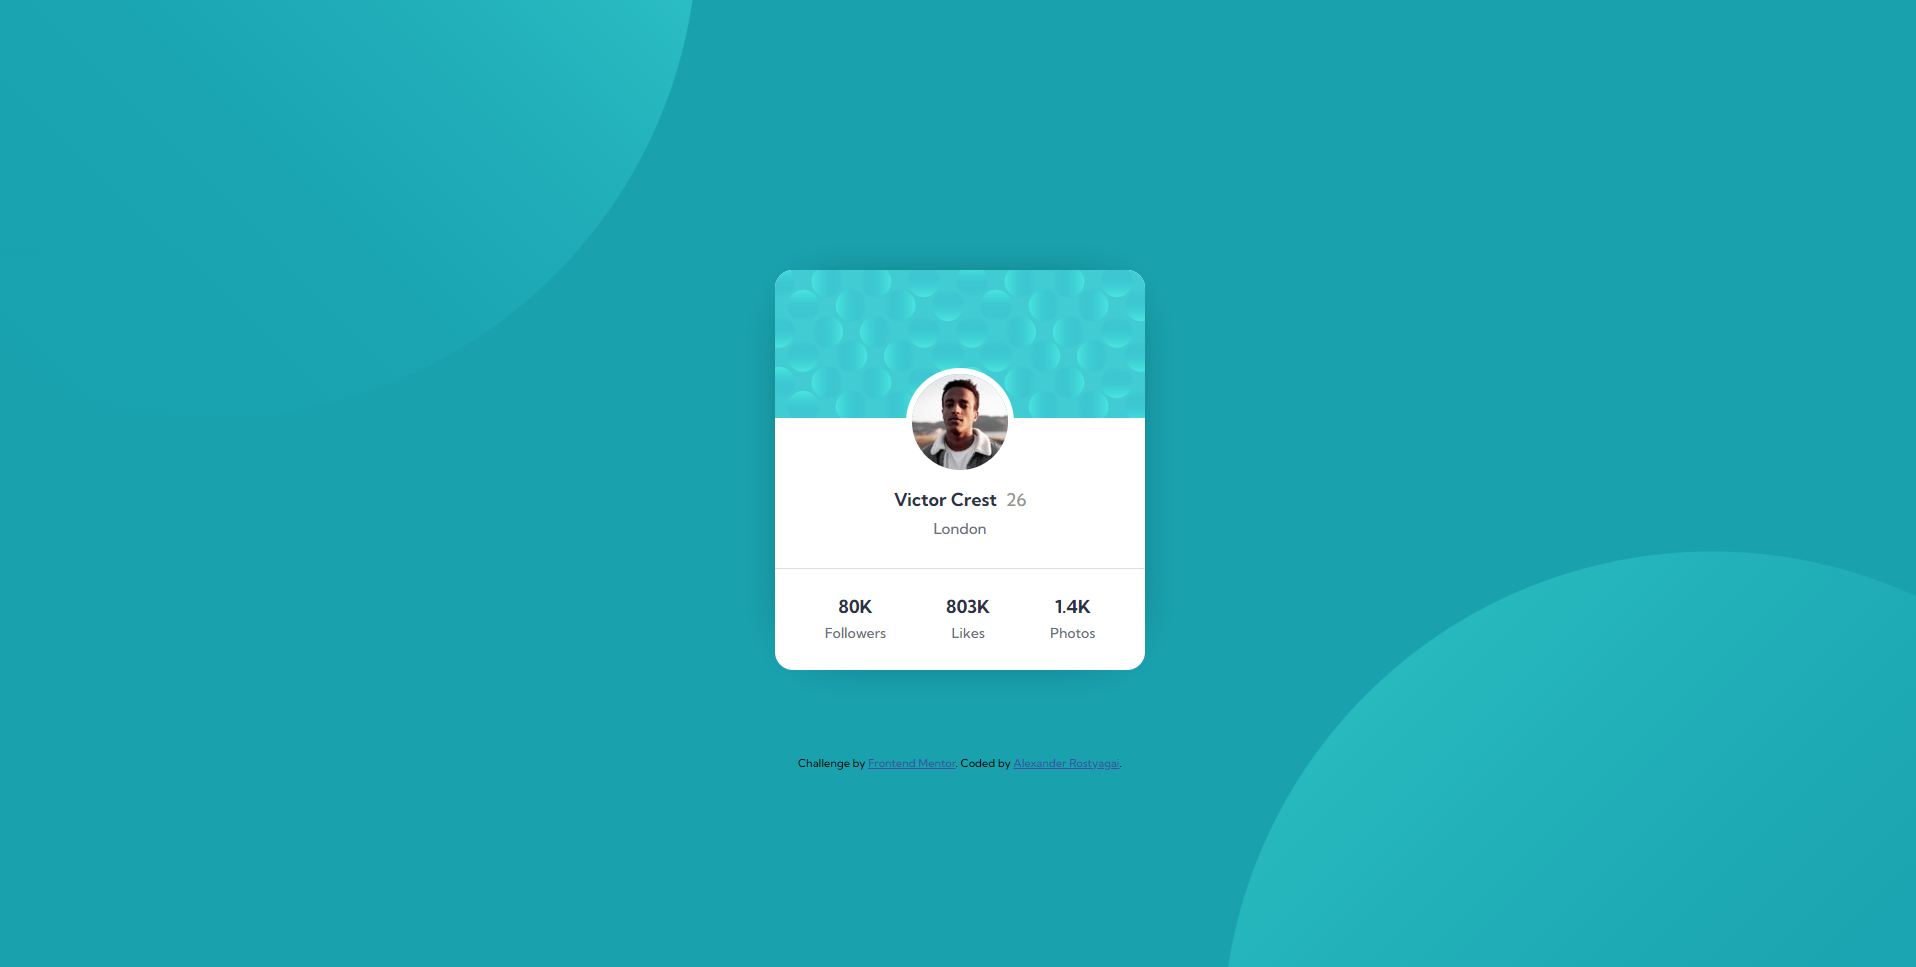 Victor Crest 26
London
80K 803K 1.4K
Followers Likes Photos
Challenge by Frontend Mentor. Coded by Alexander Rostyagai.